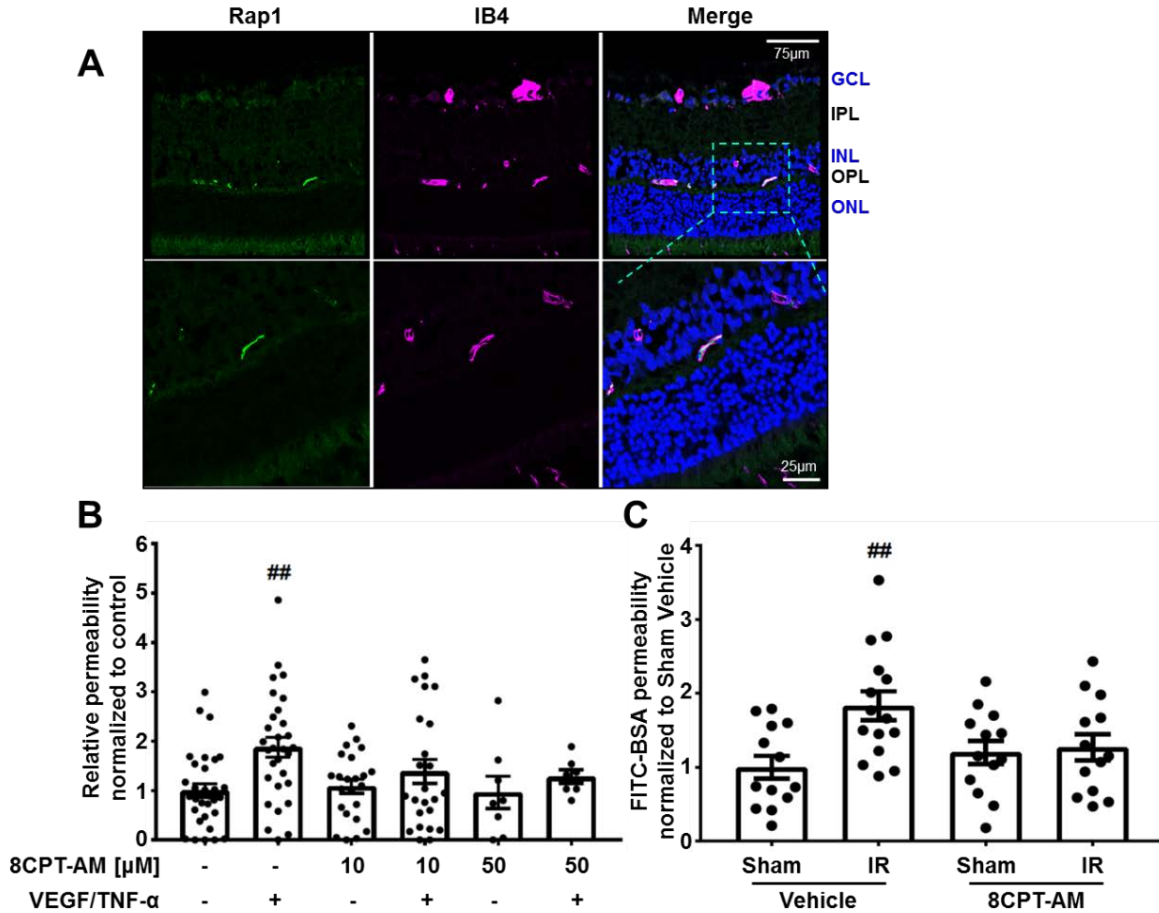 Rap1 IB4 Merge
A
75µm
GCL
IPL
INL
OPL
ONL
25µm
B
Relative permeability
normalized to control
6
5
4
3
2
1
0
##
8CPT-AM [µM] - - 10 10 50 50
VEGF/TNF-α - + - + - +
C
FITC-BSA permeability
normalized to Sham Vehicle
4
3
2
1
0
##
Sham IR Sham IR
Vehicle 8CPT-AM